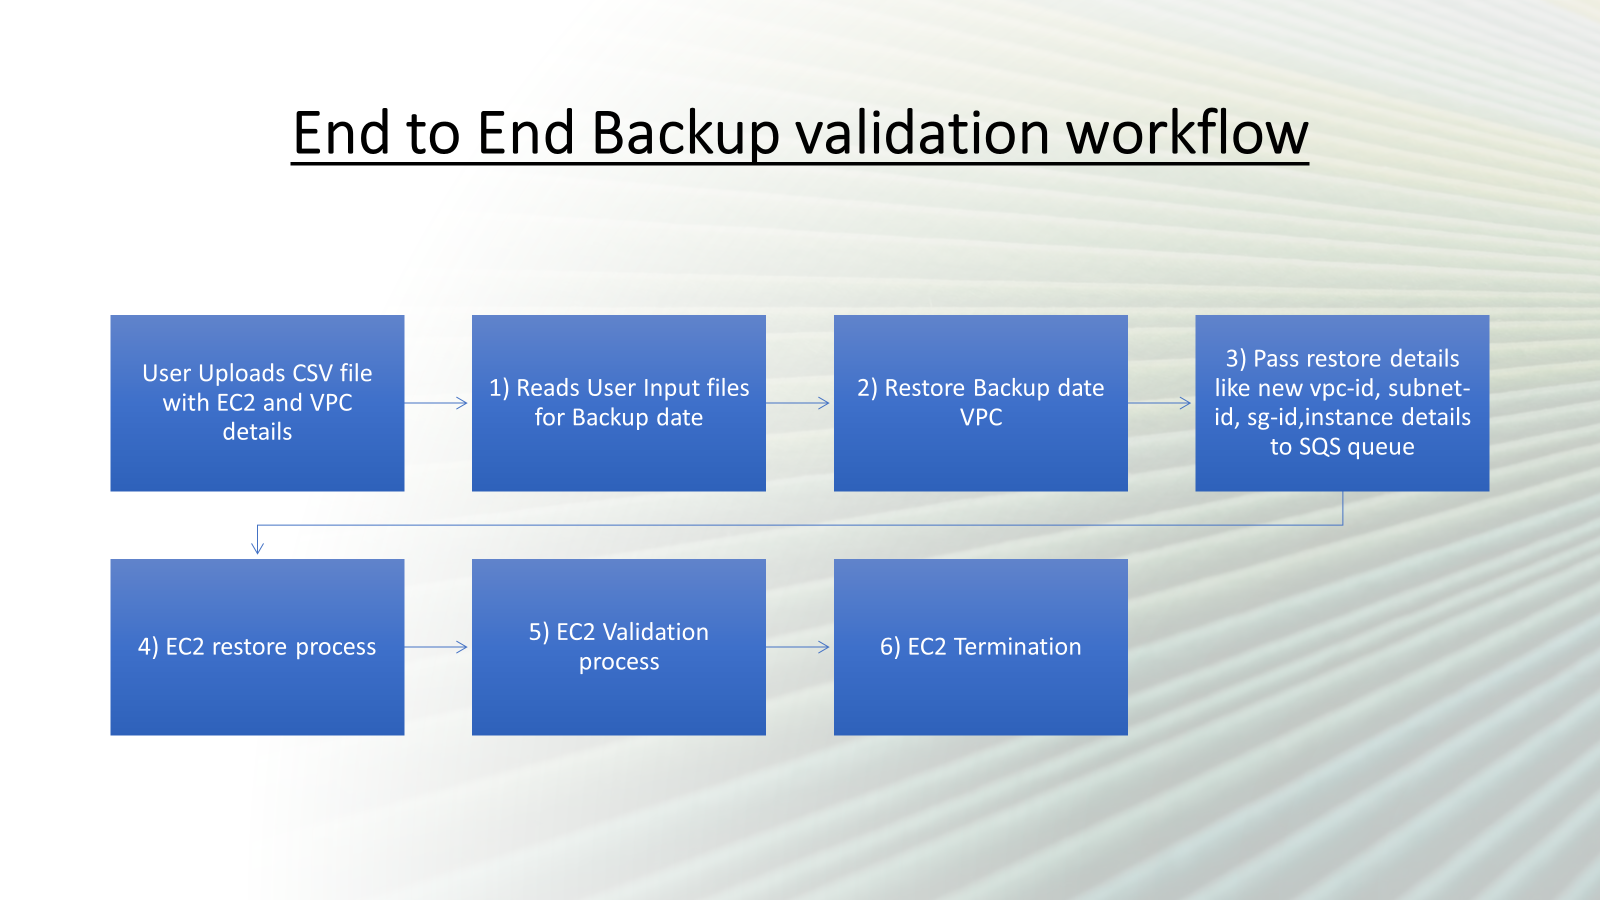 End to End Backup validation workflow
User Uploads CSV file
with EC2 and VPC
details
1) Reads User Input files
for Backup date
2) Restore Backup date
VPC
3) Pass restore details
like new vpc-id, subnet-
id, sg-id,instance details
to SQS queue
4) EC2 restore process
5) EC2 Validation
process
6) EC2 Termination